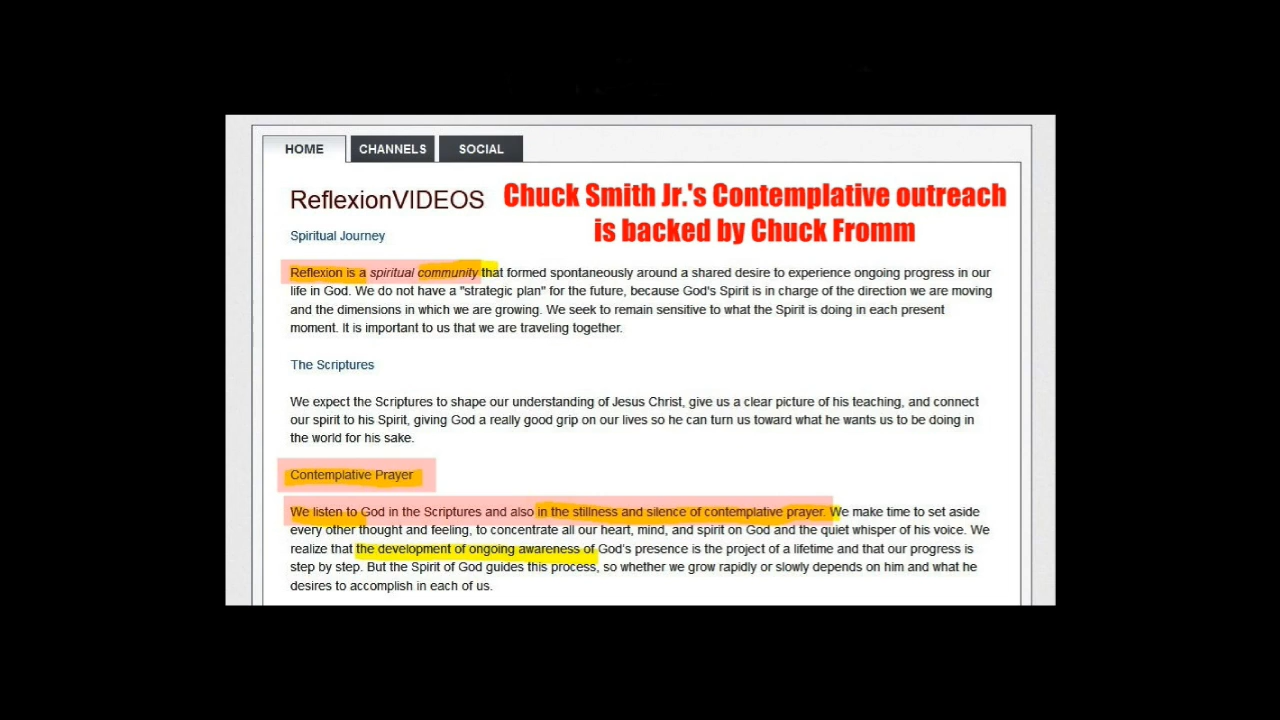 HOME CHANNELS SOCIAL
ReflexionVIDEOS
Chuck Smith Jr.'s Contemplative outreach
is backed by Chuck Fromm
Spiritual Journey
Reflexion is a spiritual community that formed spontaneously around a shared desire to experience ongoing progress in our
life in God. We do not have a "strategic plan" for the future, because God's Spirit is in charge of the direction we are moving
and the dimensions in which we are growing. We seek to remain sensitive to what the Spirit is doing in each present
moment. It is important to us that we are traveling together.
The Scriptures
We expect the Scriptures to shape our understanding of Jesus Christ, give us a clear picture of his teaching, and connect
our spirit to his Spirit, giving God a really good grip on our lives so he can turn us toward what he wants us to be doing in
the world for his sake.
Contemplative Prayer
We listen to God in the Scriptures and also in the stillness and silence of contemplative prayer. We make time to set aside
every other thought and feeling, to concentrate all our heart, mind, and spirit on God and the quiet whisper of his voice. We
realize that the development of ongoing awareness of God's presence is the project of a lifetime and that our progress is
step by step. But the Spirit of God guides this process, so whether we grow rapidly or slowly depends on him and what he
desires to accomplish in each of us.